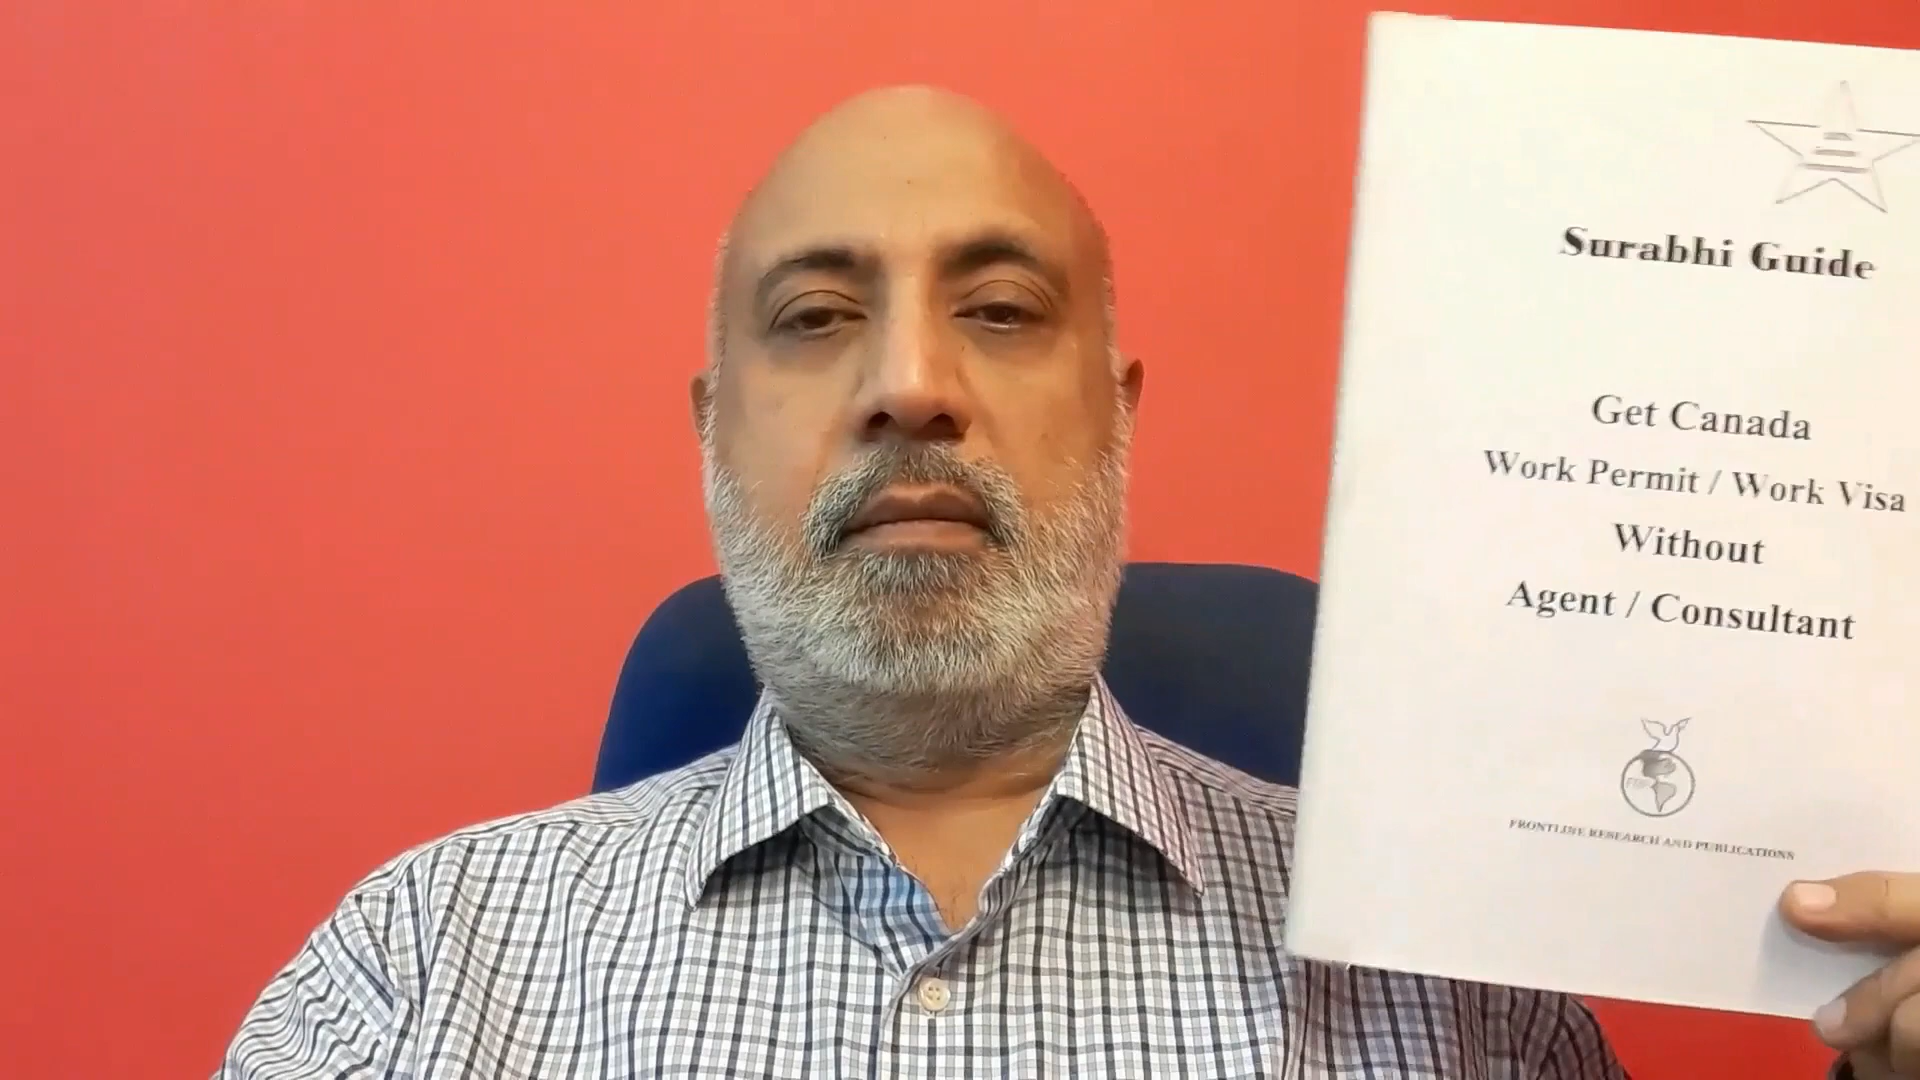 Surabhi Guide
Get Canada
Work Permit / Work Visa
Without
Agent / Consultant
FRONTLINE RESEARCH AND PUBLICATIONS